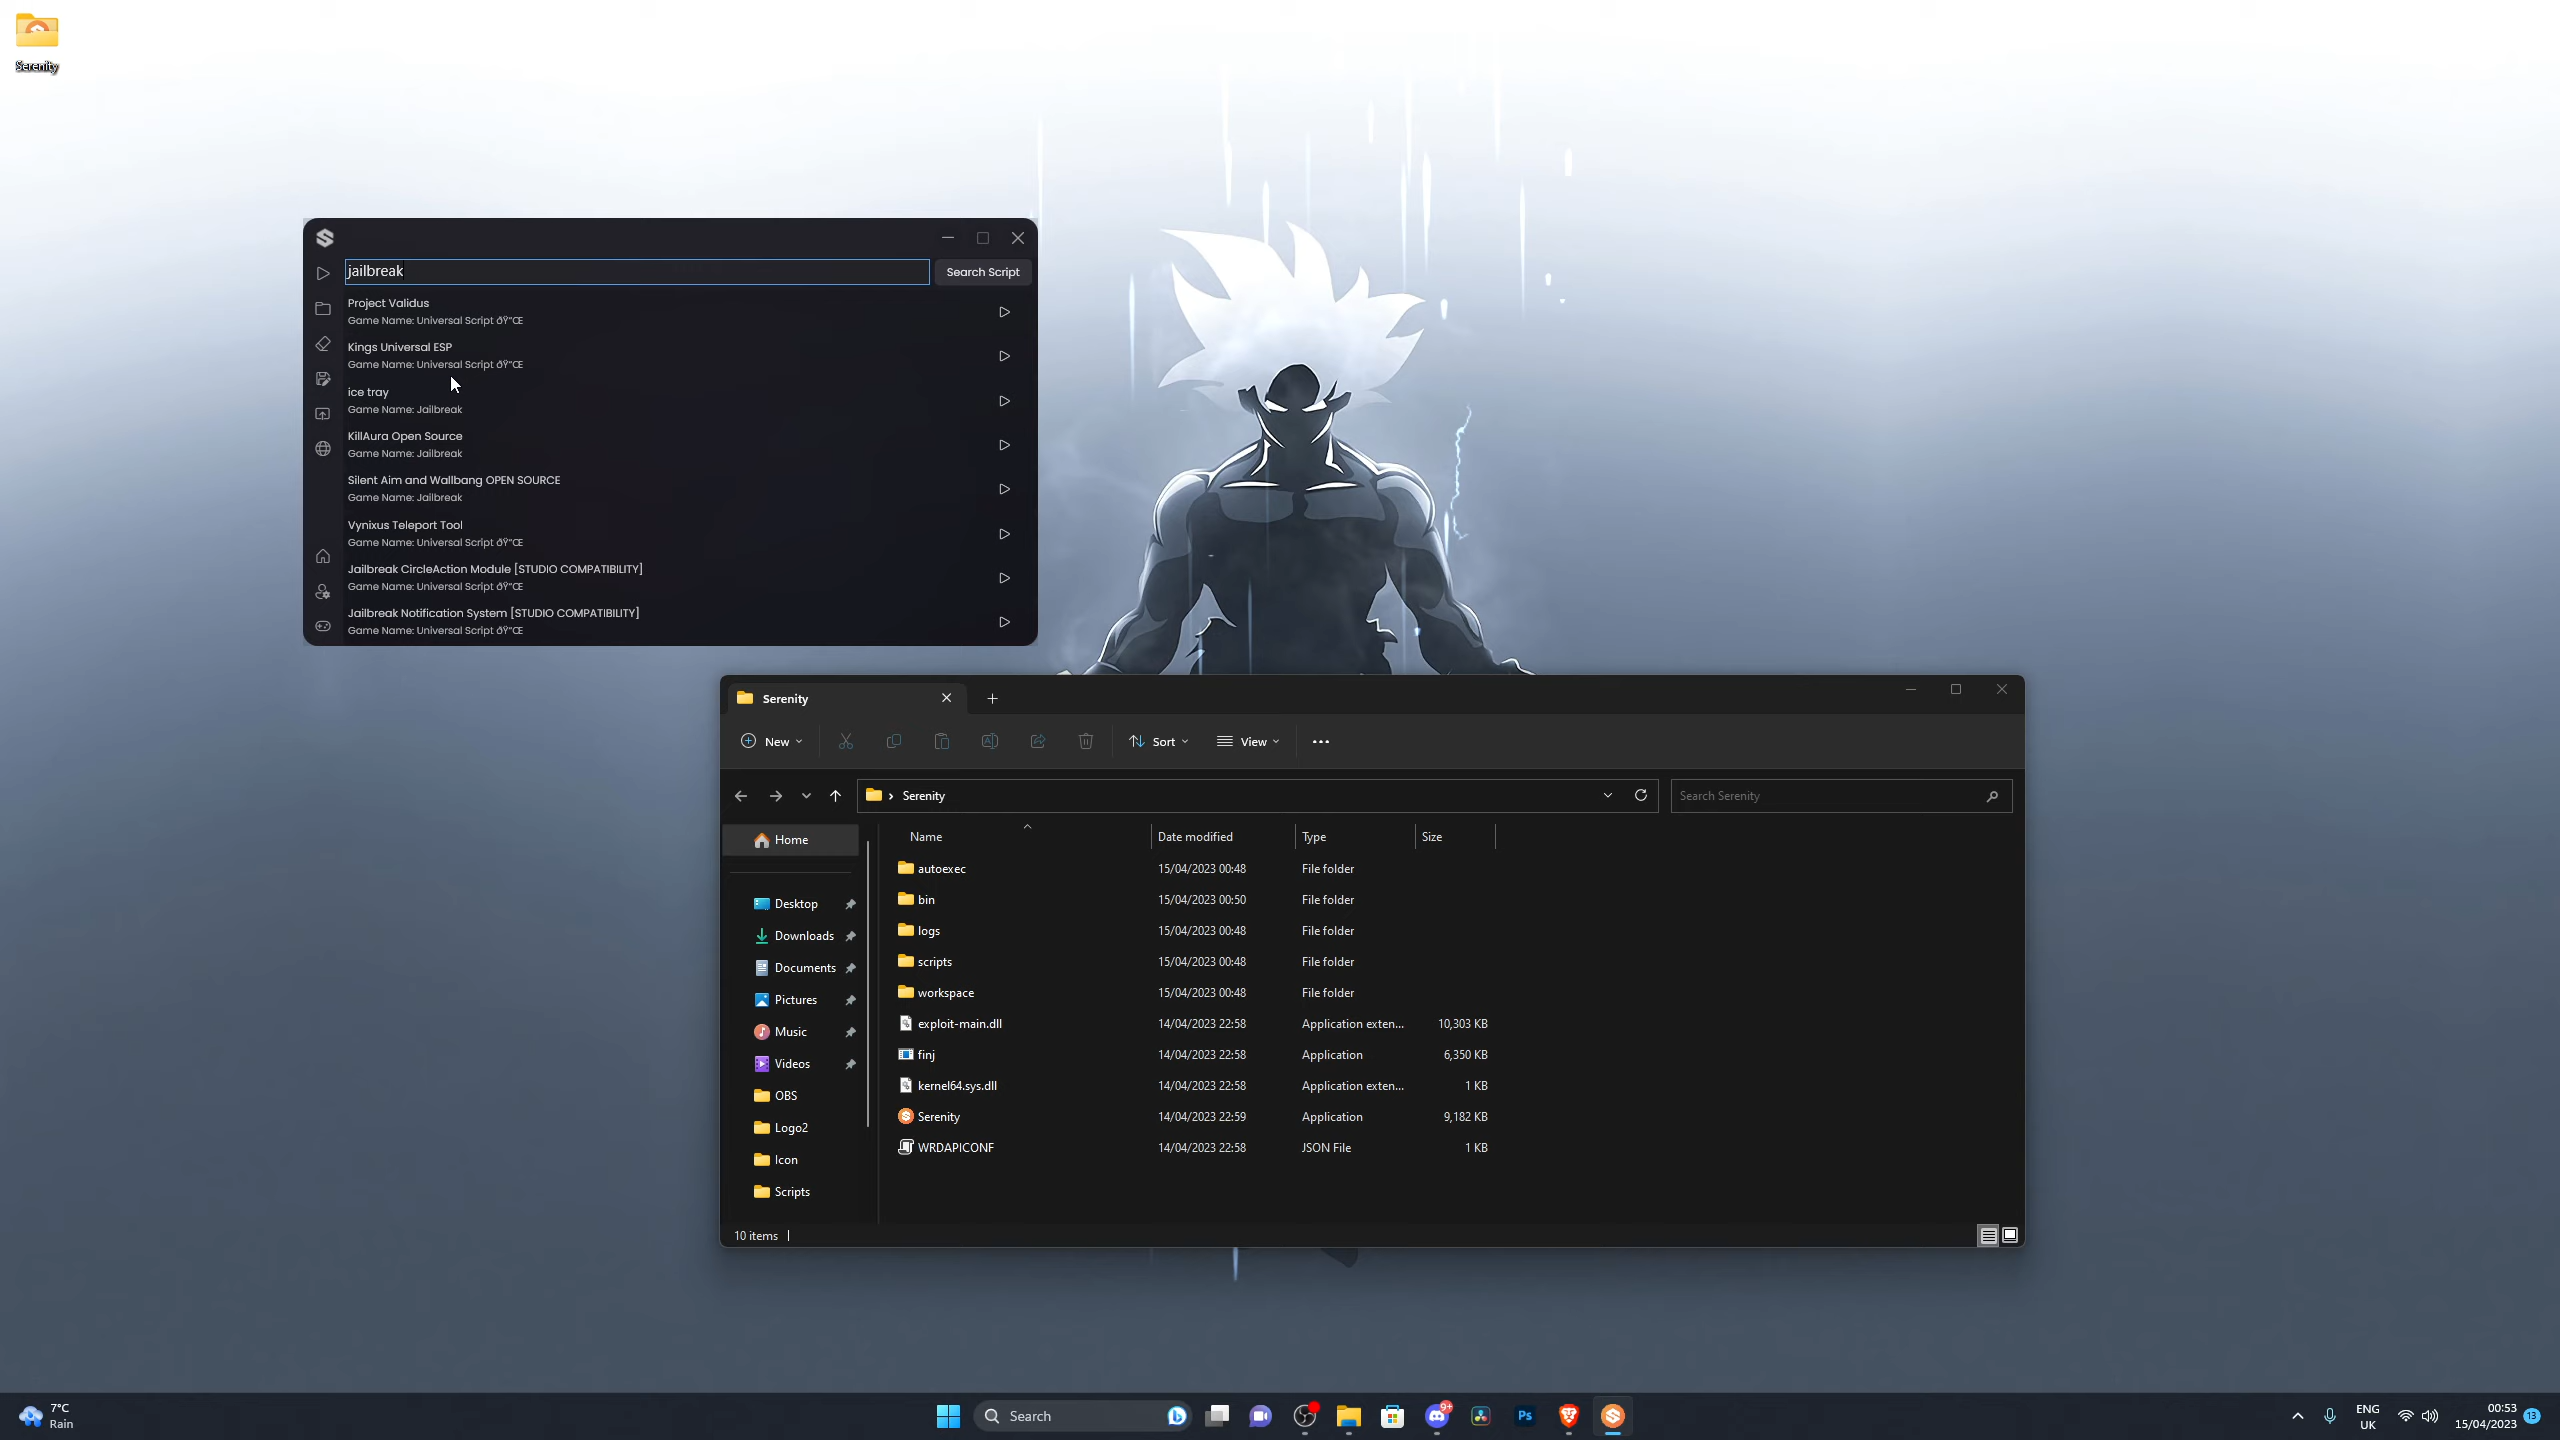 Serenity
jailbreak
Search Script
Project Validus
Game Name: Universal Script ðŸ"Œ
Kings Universal ESP
Game Name: Universal Script ðŸ"Œ
ice tray
Game Name: Jailbreak
KillAura Open Source
Game Name: Jailbreak
Silent Aim and Wallbang OPEN SOURCE
Game Name: Jailbreak
Vynixus Teleport Tool
Game Name: Universal Script ðŸ"Œ
Jailbreak CircleAction Module [STUDIO COMPATIBILITY]
Game Name: Universal Script ðŸ"Œ
Jailbreak Notification System [STUDIO COMPATIBILITY]
Game Name: Universal Script ðŸ"Œ
Serenity
New
Sort
View
Serenity
Search Serenity
Home
Desktop
Downloads
Documents
Pictures
Music
Videos
OBS
Logo2
Icon
Scripts
Name Date modified Type Size
autoexec 15/04/2023 00:48 File folder
bin 15/04/2023 00:50 File folder
logs 15/04/2023 00:48 File folder
scripts 15/04/2023 00:48 File folder
workspace 15/04/2023 00:48 File folder
exploit-main.dll 14/04/2023 22:58 Application exten... 10,303 KB
finj 14/04/2023 22:58 Application 6,350 KB
kernel64.sys.dll 14/04/2023 22:58 Application exten... 1 KB
Serenity 14/04/2023 22:59 Application 9,182 KB
WRDAPICONF 14/04/2023 22:58 JSON File 1 KB
10 items
7°C
Rain
Search
9+
Ps
ENG
UK
00:53
15/04/2023
13